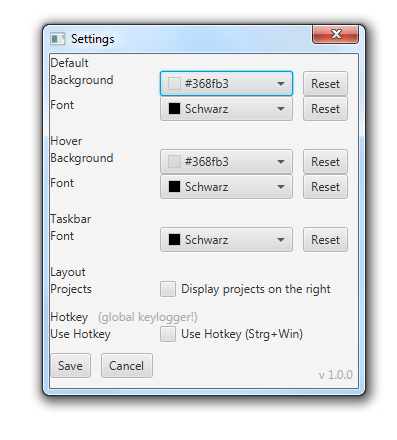 Settings
Default
Background #368fb3 Reset
Font Schwarz Reset
Hover
Background #368fb3 Reset
Font Schwarz Reset
Taskbar
Font Schwarz Reset
Layout
Projects Display projects on the right
Hotkey (global keylogger!)
Use Hotkey Use Hotkey (Strg+Win)
Save Cancel
v 1.0.0